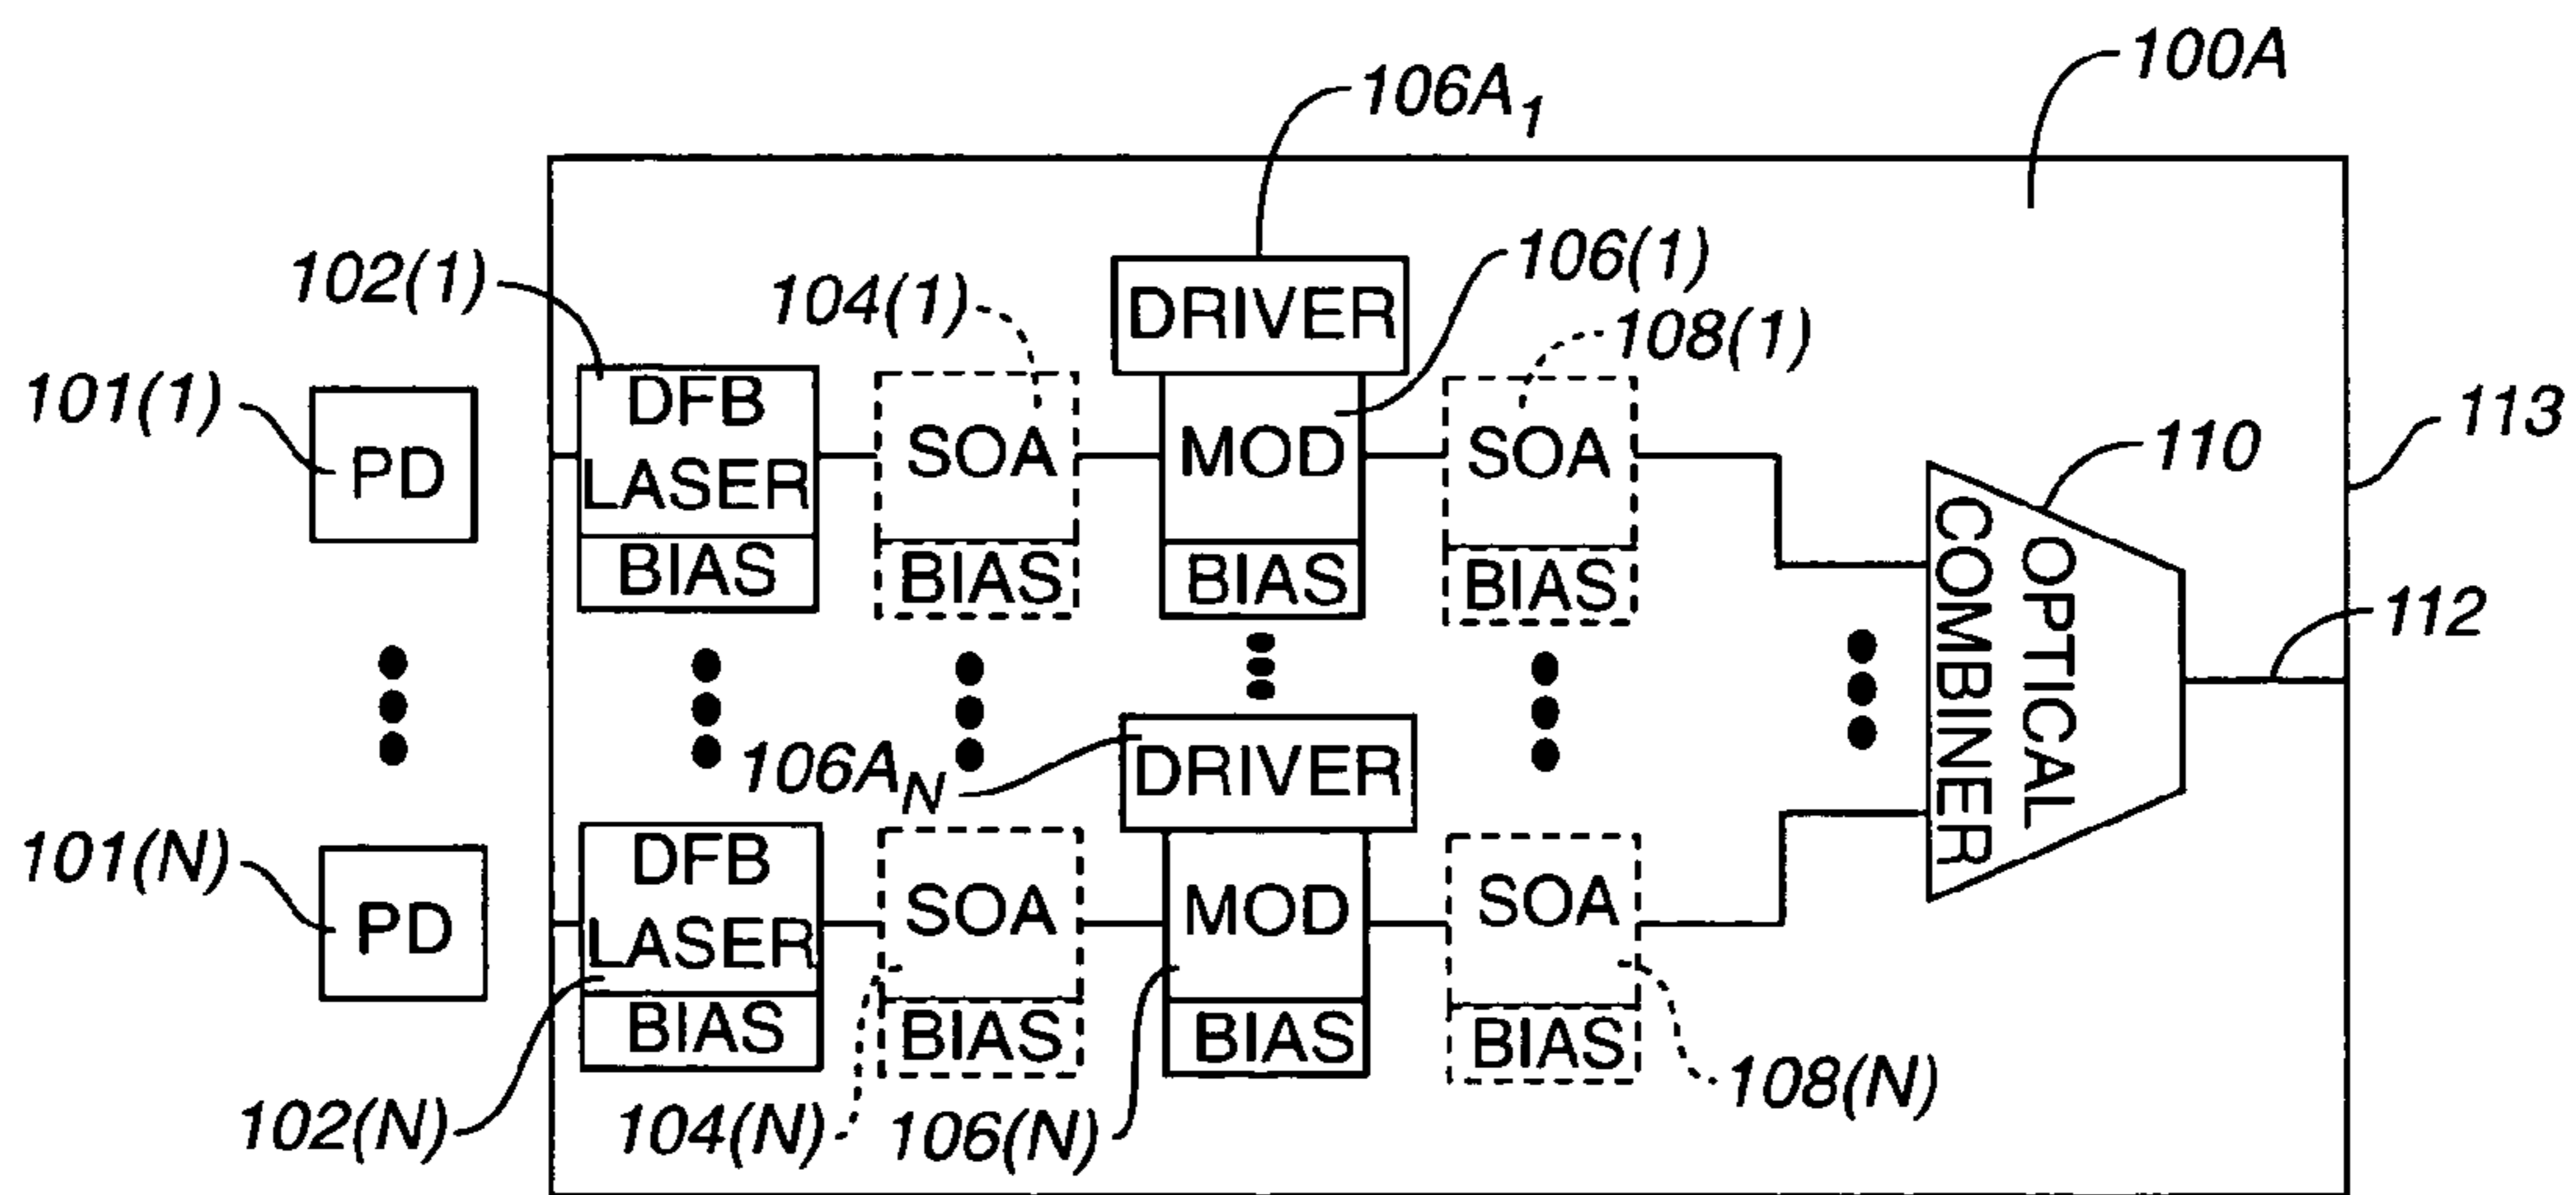 100A
106A1
102(1)
104(1)
106(1)
108(1)
101(1)
113
110
112
PD
DFB
LASER
BIAS
SOA
BIAS
DRIVER
MOD
BIAS
SOA
BIAS
OPTICAL
COMBINER
106AN
101(N)
PD
DFB
LASER
BIAS
SOA
BIAS
DRIVER
MOD
BIAS
SOA
BIAS
102(N)
104(N)
106(N)
108(N)